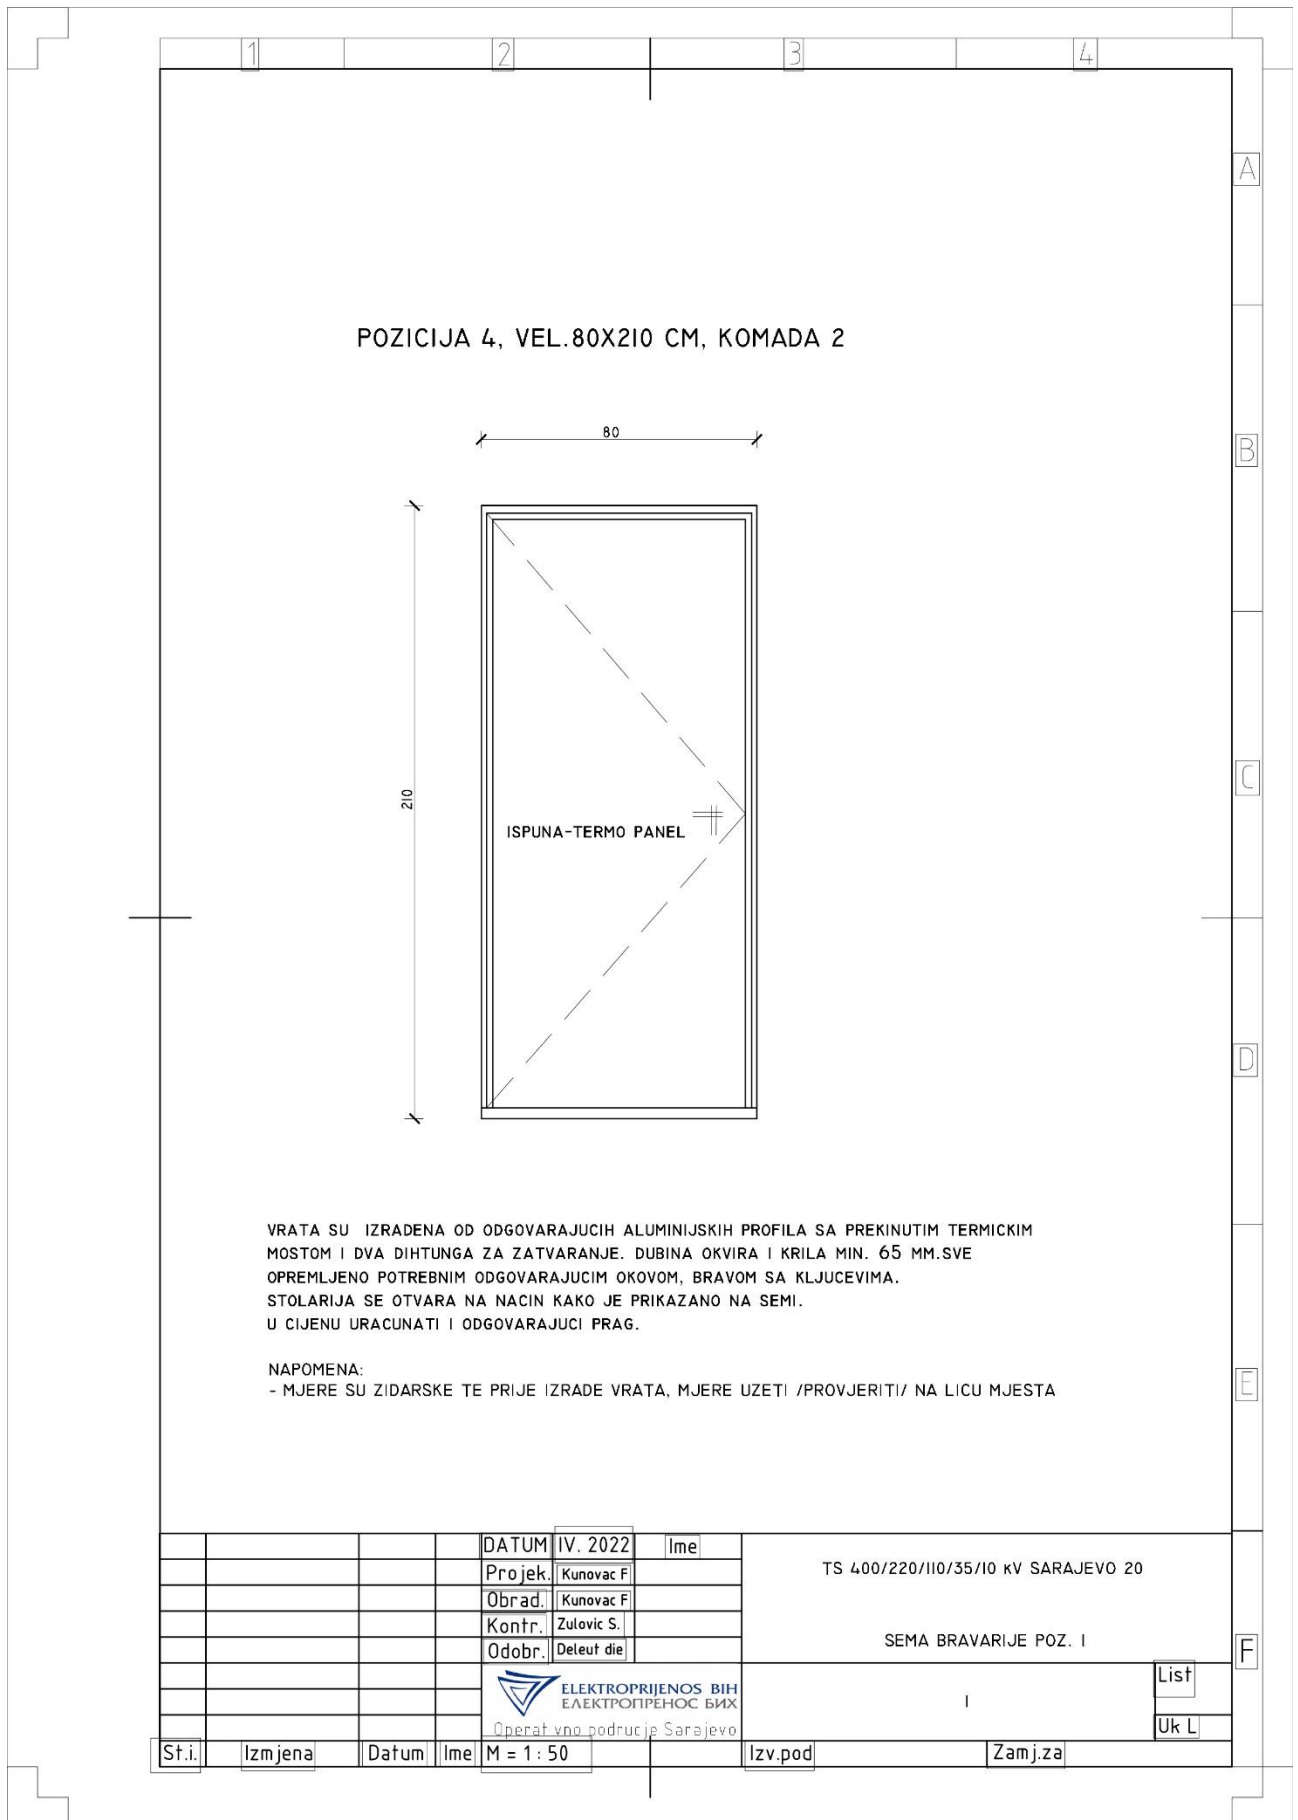 1 2 3 4
A
POZICIJA 4, VEL.80X210 CM, KOMADA 2
80
B
210
C
ISPUNA-TERMO PANEL
D
VRATA SU IZRADENA OD ODGOVARAJUCIH ALUMINIJSKIH PROFILA SA PREKINUTIM TERMICKIM
MOSTOM I DVA DIHTUNGA ZA ZATVARANJE. DUBINA OKVIRA I KRILA MIN. 65 MM.SVE
OPREMLJENO POTREBNIM ODGOVARAJUCIM OKOVOM, BRAVOM SA KLJUCEVIMA.
STOLARIJA SE OTVARA NA NACIN KAKO JE PRIKAZANO NA SEMI.
U CIJENU URACUNATI I ODGOVARAJUCI PRAG.
NAPOMENA:
- MJERE SU ZIDARSKE TE PRIJE IZRADE VRATA, MJERE UZETI /PROVJERITI/ NA LICU MJESTA
E
DATUM IV. 2022 Ime
Projek. Kunovac F
Obrad. Kunovac F
Kontr. Zulovic S.
Odobr. Deleut die
TS 400/220/110/35/10 KV SARAJEVO 20
SEMA BRAVARIJE POZ. I
F
ELEKTROPRIJENOS BIH
ЕЛЕКТРОПРЕНОС БИХ
Operat vno podrucje Sarajevo
I
List
Uk L
St.i. Izmjena Datum Ime M = 1 : 50 Izv.pod Zamj.za